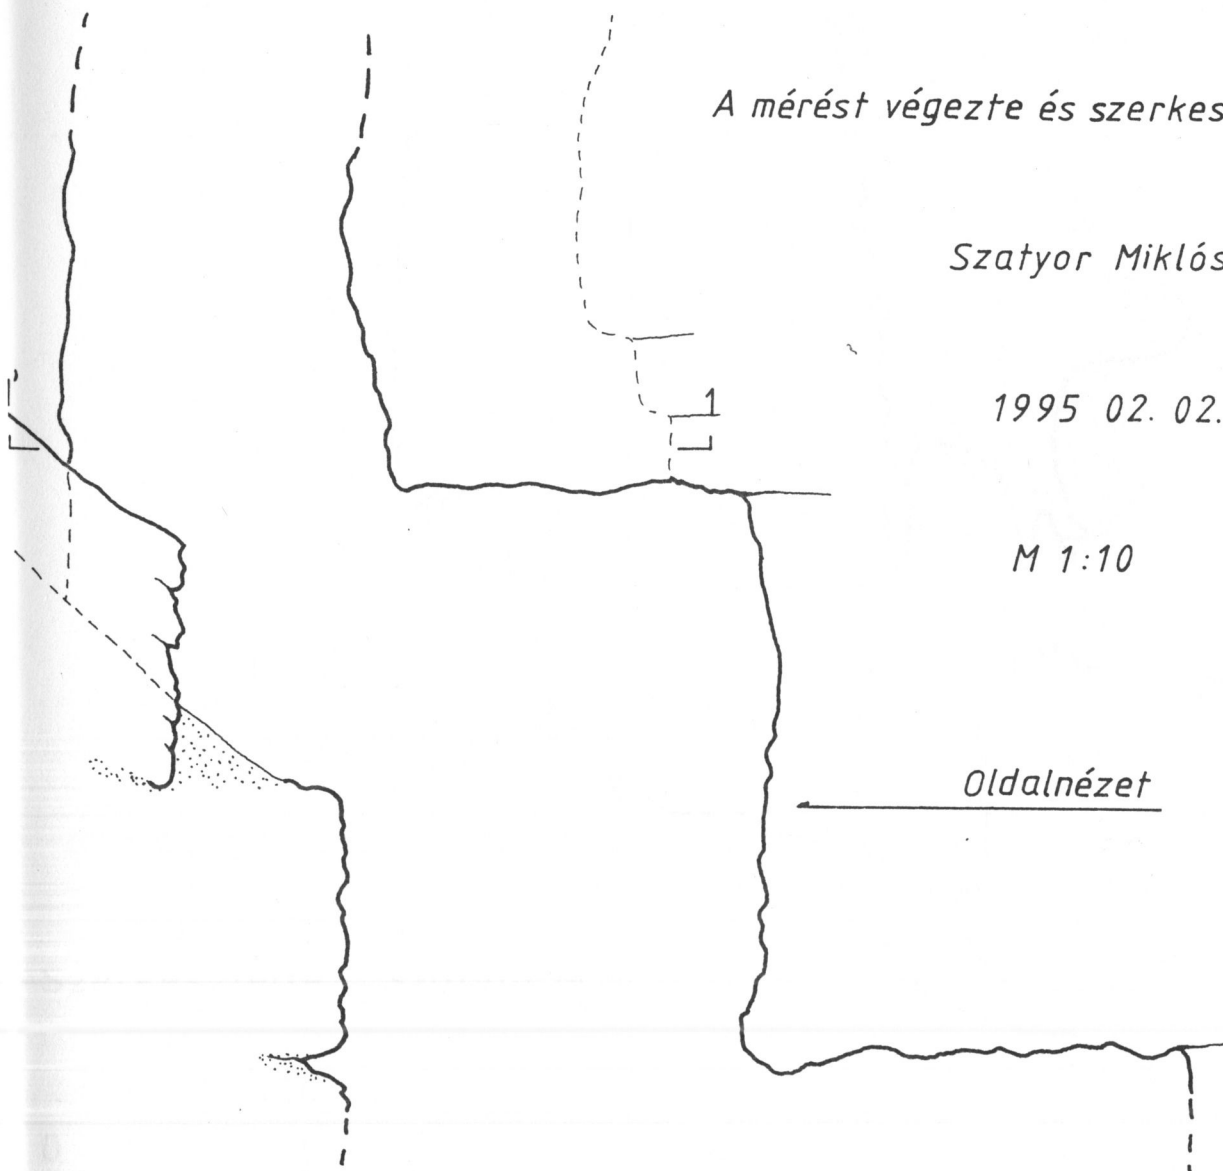 A mérést végezte és szerkes
Szatyor Miklós
1
1995 02. 02.
M 1:10
Oldalnézet